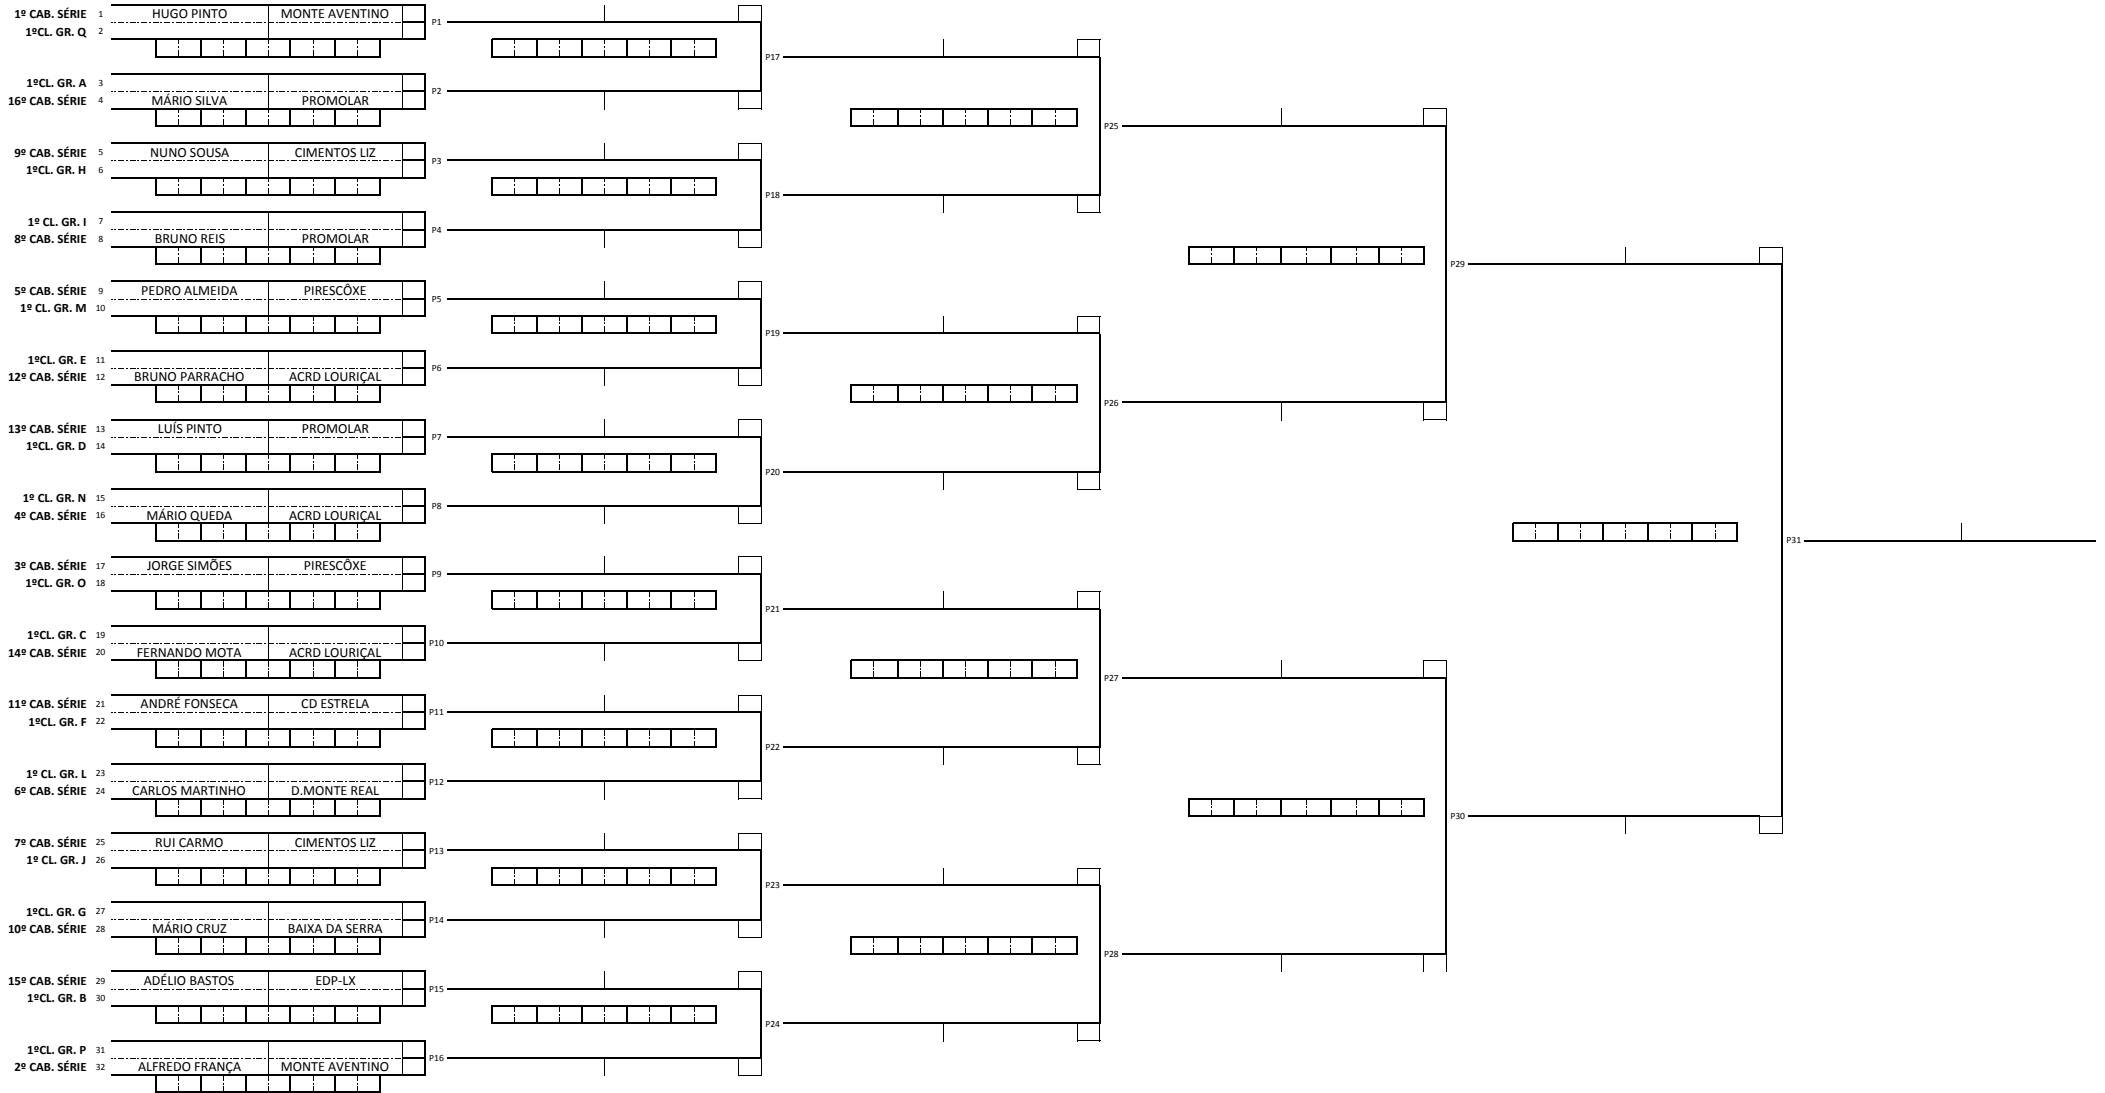 1º CAB. SÉRIE 1 HUGO PINTO MONTE AVENTINO
P1
1ºCL. GR. Q 2
P17
1ºCL. GR. A 3
P2
16º CAB. SÉRIE 4 MÁRIO SILVA PROMOLAR
P25
9º CAB. SÉRIE 5 NUNO SOUSA CIMENTOS LIZ
P3
1ºCL. GR. H 6
P18
1º CL. GR. I 7
P4
8º CAB. SÉRIE 8 BRUNO REIS PROMOLAR
P29
5º CAB. SÉRIE 9 PEDRO ALMEIDA PIRESCÔXE
P5
1º CL. GR. M 10
P19
1ºCL. GR. E 11
P6
12º CAB. SÉRIE 12 BRUNO PARRACHO ACRD LOURIÇAL
P26
13º CAB. SÉRIE 13 LUÍS PINTO PROMOLAR
P7
1ºCL. GR. D 14
P20
1º CL. GR. N 15
P8
4º CAB. SÉRIE 16 MÁRIO QUEDA ACRD LOURIÇAL
P31
3º CAB. SÉRIE 17 JORGE SIMÕES PIRESCÔXE
P9
1ºCL. GR. O 18
P21
1ºCL. GR. C 19
P10
14º CAB. SÉRIE 20 FERNANDO MOTA ACRD LOURIÇAL
P27
11º CAB. SÉRIE 21 ANDRÉ FONSECA CD ESTRELA
P11
1ºCL. GR. F 22
P22
1º CL. GR. L 23
P12
6º CAB. SÉRIE 24 CARLOS MARTINHO D.MONTE REAL
P30
7º CAB. SÉRIE 25 RUI CARMO CIMENTOS LIZ
P13
1º CL. GR. J 26
P23
1ºCL. GR. G 27
P14
10º CAB. SÉRIE 28 MÁRIO CRUZ BAIXA DA SERRA
P28
15º CAB. SÉRIE 29 ADÉLIO BASTOS EDP-LX
P15
1ºCL. GR. B 30
P24
1ºCL. GR. P 31
P16
2º CAB. SÉRIE 32 ALFREDO FRANÇA MONTE AVENTINO